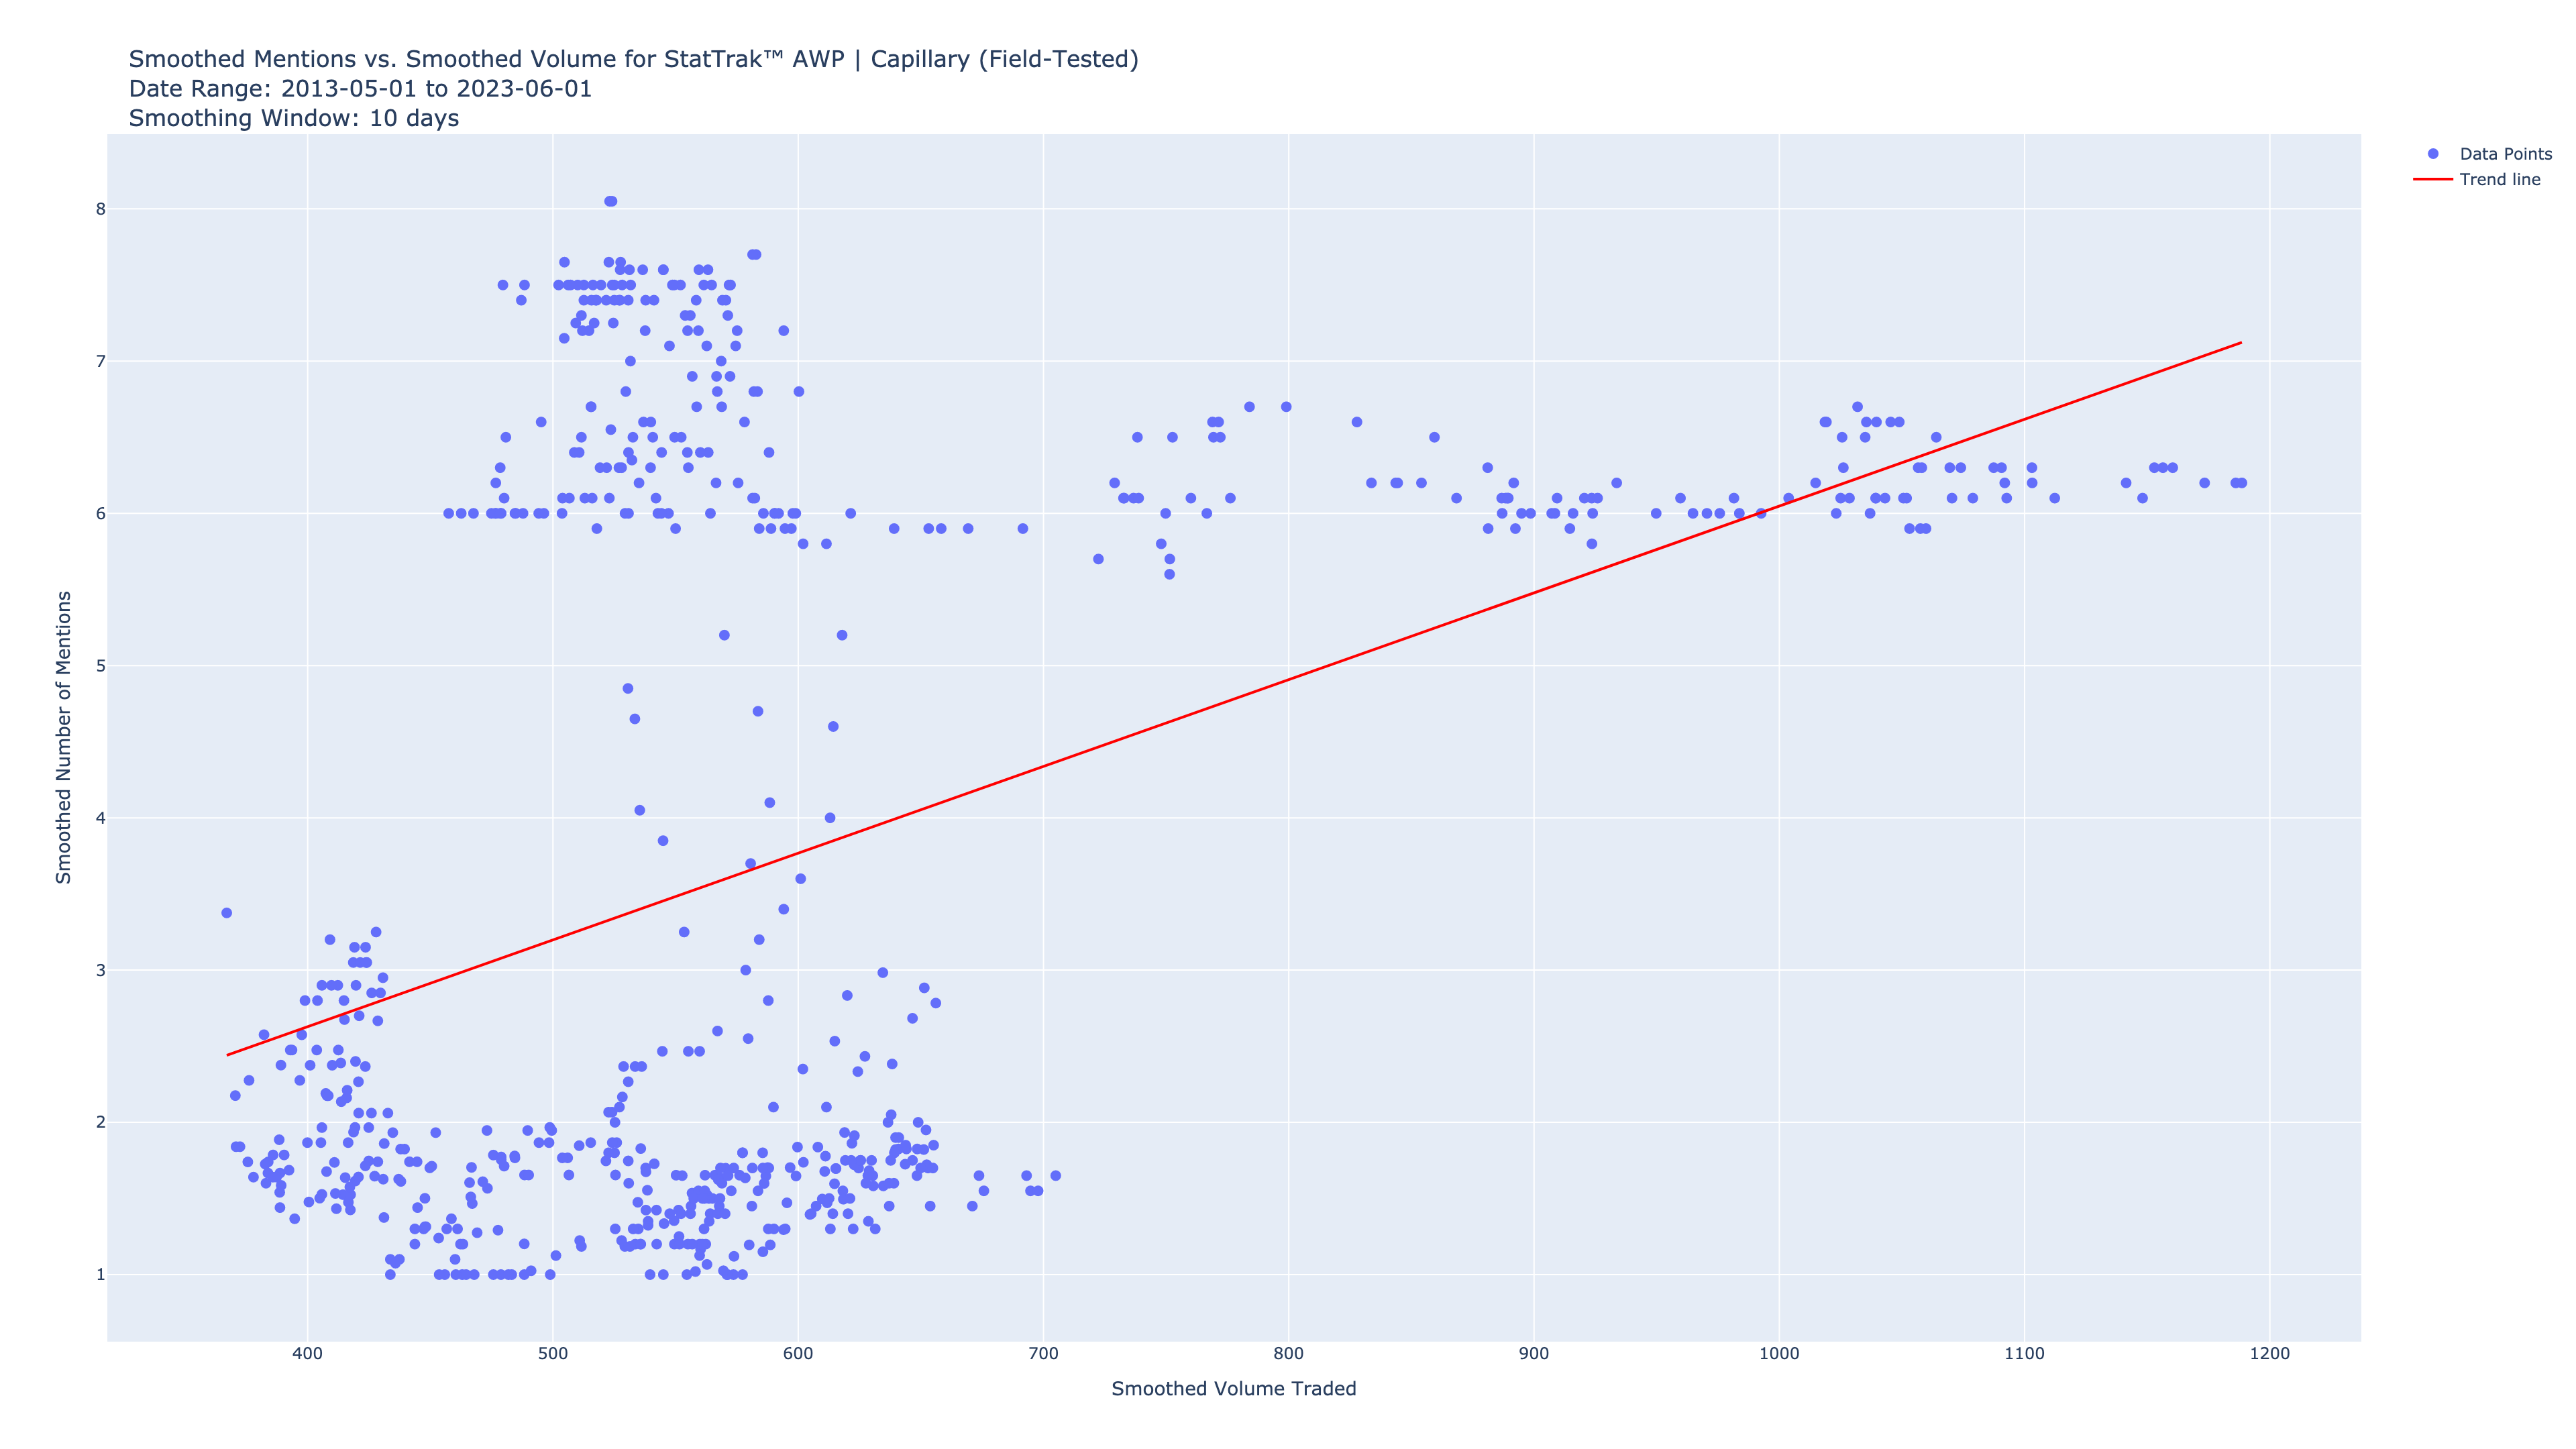 Smoothed Mentions vs. Smoothed Volume for StatTrak™ AWP | Capillary (Field-Tested)
Date Range: 2013-05-01 to 2023-06-01
Smoothing Window: 10 days
Data Points
Trend line
8
7
6
5
4
3
2
1
Smoothed Number of Mentions
400 500 600 700 800 900 1000 1100 1200
Smoothed Volume Traded